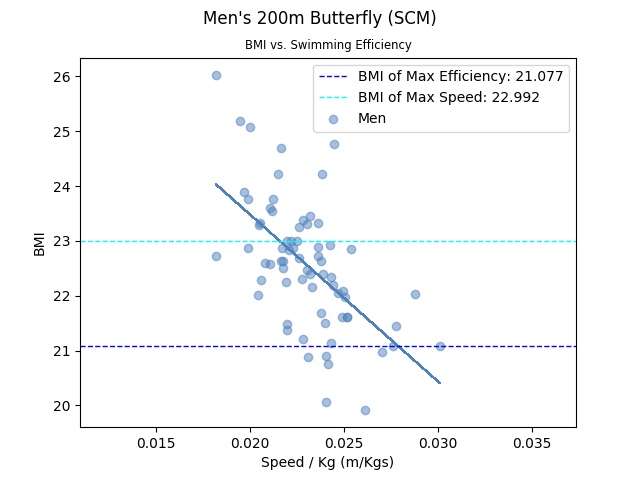 Men's 200m Butterfly (SCM)
BMI vs. Swimming Efficiency
BMI of Max Efficiency: 21.077
BMI of Max Speed: 22.992
Men
26
25
24
23
22
21
20
BMI
0.015
0.020
0.025
0.030
0.035
Speed / Kg (m/Kgs)